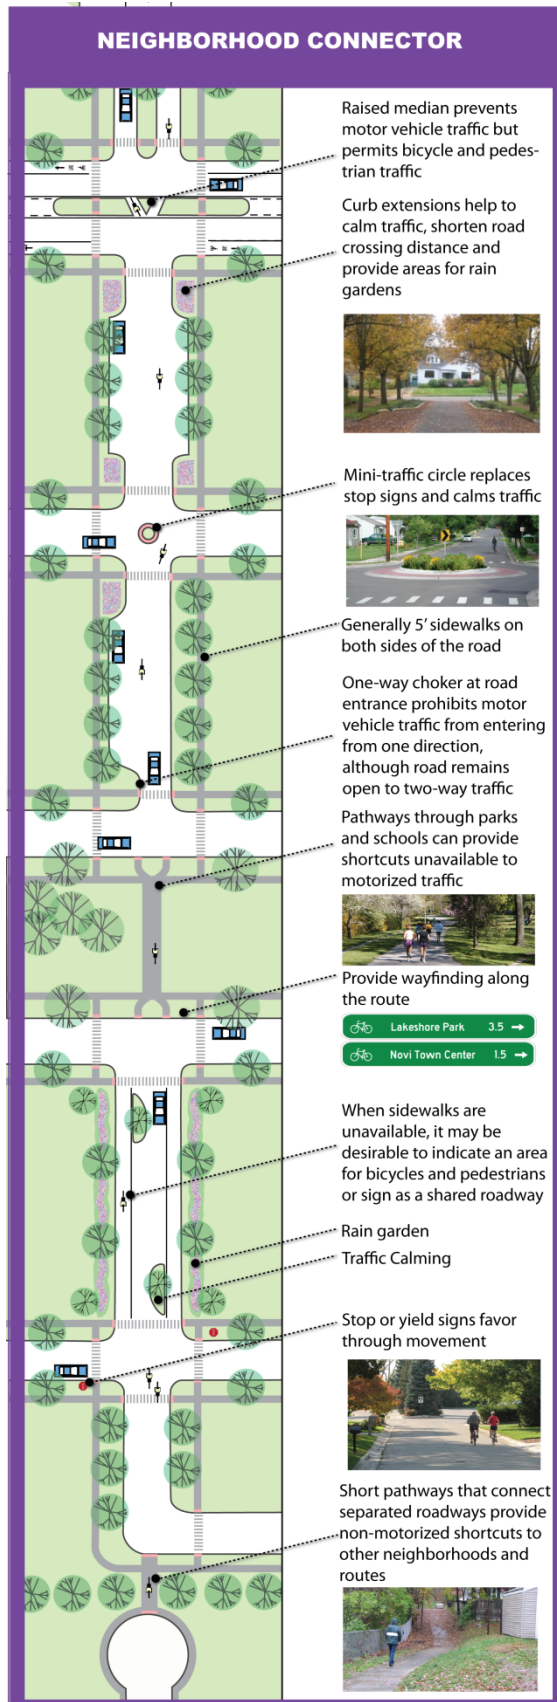 NEIGHBORHOOD CONNECTOR
Raised median prevents
motor vehicle traffic but
permits bicycle and pedes-
trian traffic
Curb extensions help to
calm traffic, shorten road
crossing distance and
provide areas for rain
gardens
Mini-traffic circle replaces
stop signs and calms traffic
Generally 5' sidewalks on
both sides of the road
One-way choker at road
entrance prohibits motor
vehicle traffic from entering
from one direction,
although road remains
open to two-way traffic
Pathways through parks
and schools can provide
shortcuts unavailable to
motorized traffic
Provide wayfinding along
the route
Lakeshore Park 3.5 →
Novi Town Center 1.5 →
When sidewalks are
unavailable, it may be
desirable to indicate an area
for bicycles and pedestrians
or sign as a shared roadway
Rain garden
Traffic Calming
Stop or yield signs favor
through movement
Short pathways that connect
separated roadways provide
non-motorized shortcuts to
other neighborhoods and
routes